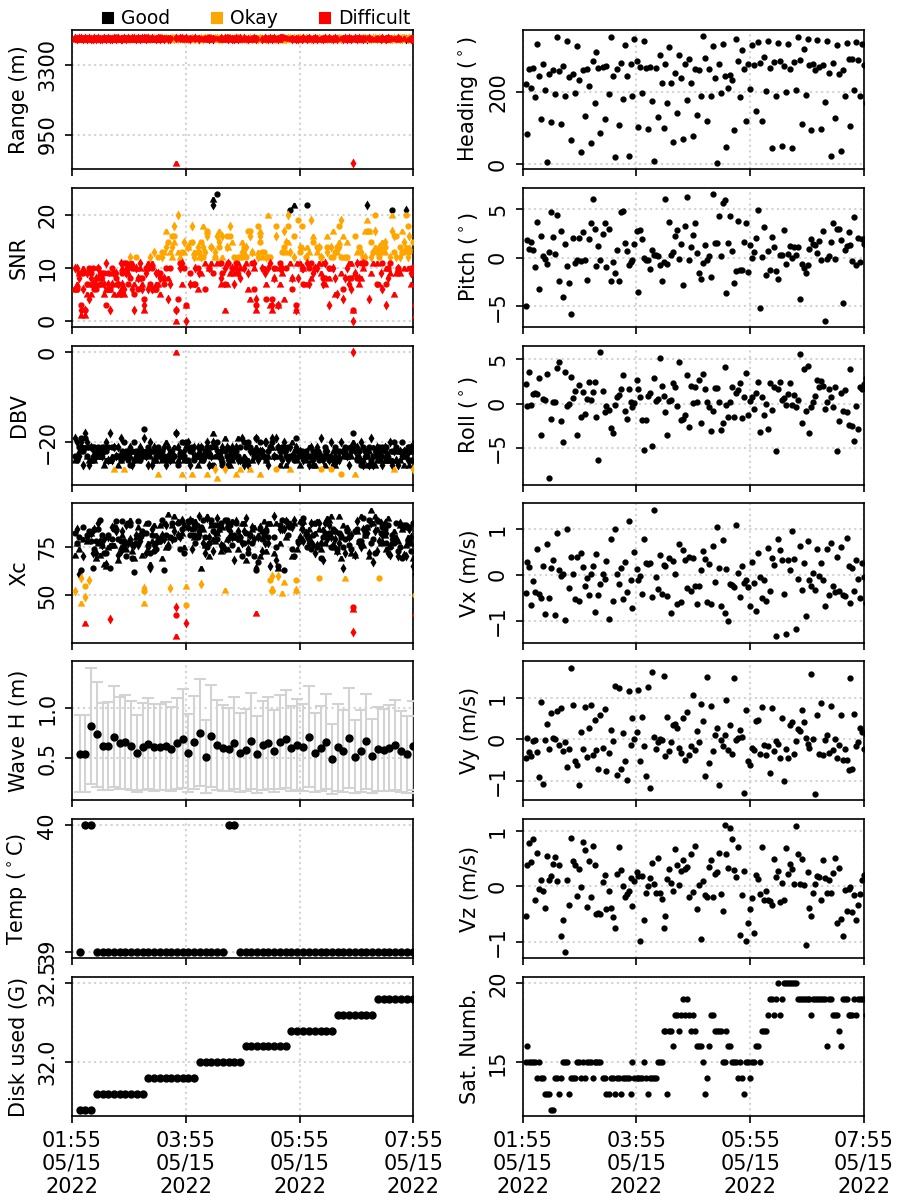 Good Okay Difficult
Range (m)
3300
950
Heading (°)
200
0
SNR
20
10
0
Pitch (°)
5
0
−5
DBV
0
−20
Roll (°)
5
0
−5
Xc
75
50
Vx (m/s)
1
0
−1
Wave H (m)
1.0
0.5
Vy (m/s)
1
0
−1
Temp (°C)
40
39
Vz (m/s)
1
0
−1
Disk used (G)
32.5
32.0
Sat. Numb.
20
15
01:55 03:55 05:55 07:55
05/15 05/15 05/15 05/15
2022 2022 2022 2022
01:55 03:55 05:55 07:55
05/15 05/15 05/15 05/15
2022 2022 2022 2022